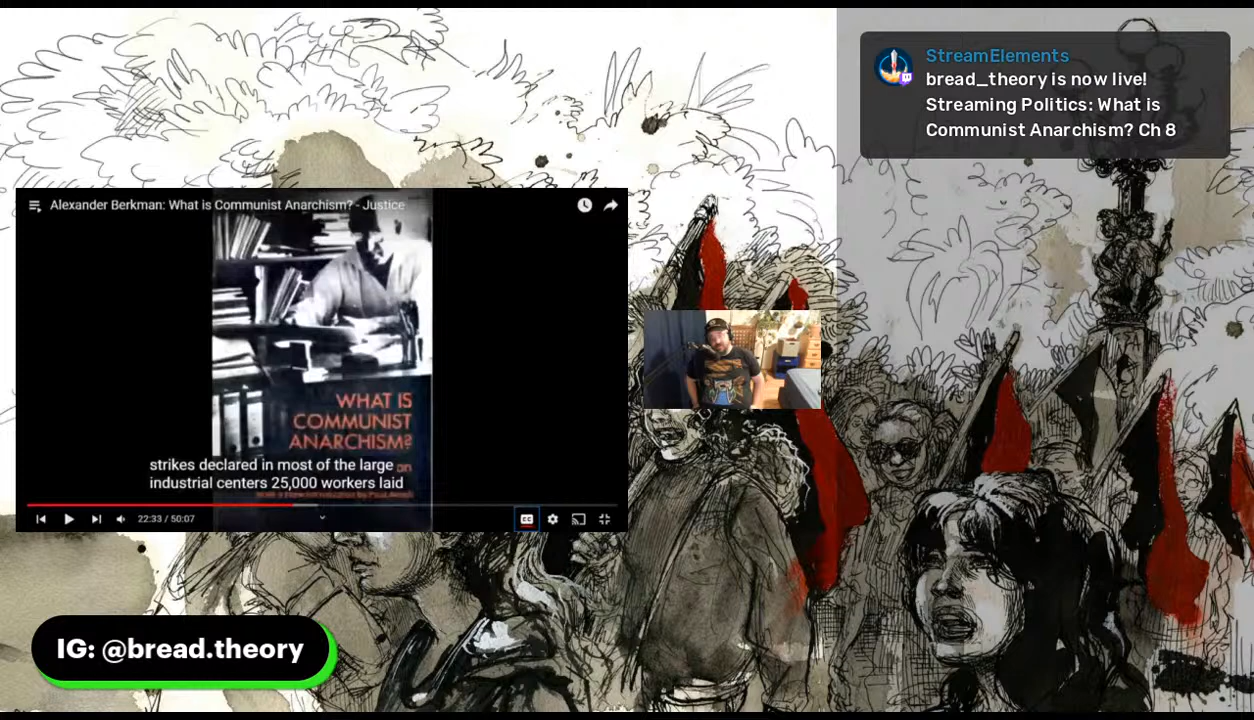 StreamElements
bread_theory is now live!
Streaming Politics: What is
Communist Anarchism? Ch 8
Alexander Berkman: What is Communist Anarchism? - Justice
WHAT IS
COMMUNIST
ANARCHISM?
strikes declared in most of the large
industrial centers 25,000 workers laid
CC
22:33 / 50:07
IG: @bread.theory